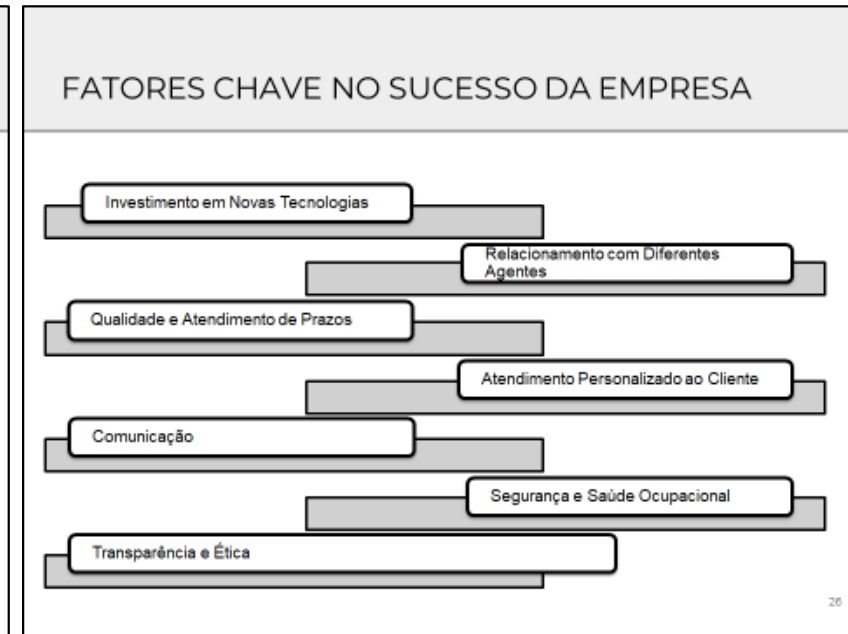 FATORES CHAVE NO SUCESSO DA EMPRESA
Investimento em Novas Tecnologias
Relacionamento com Diferentes
Agentes
Qualidade e Atendimento de Prazos
Atendimento Personalizado ao Cliente
Comunicação
Segurança e Saúde Ocupacional
Transparência e Ética
26